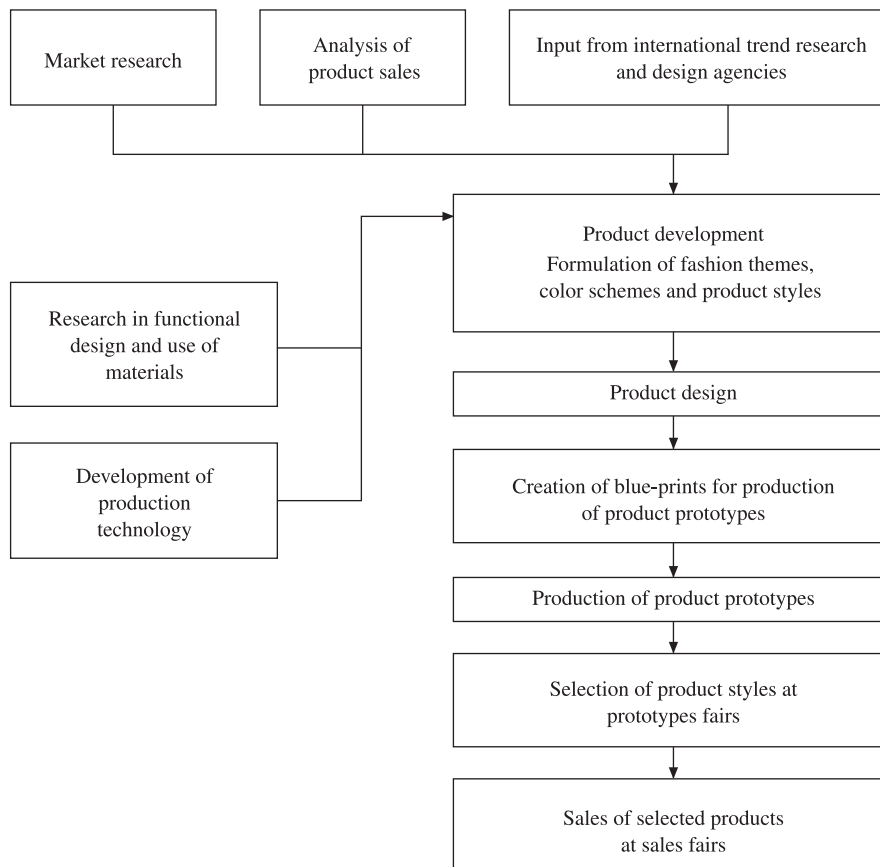 Market research
Analysis of
product sales
Input from international trend research
and design agencies
Product development
Formulation of fashion themes,
color schemes and product styles
Research in functional
design and use of
materials
Product design
Development of
production
technology
Creation of blue-prints for production
of product prototypes
Production of product prototypes
Selection of product styles at
prototypes fairs
Sales of selected products
at sales fairs